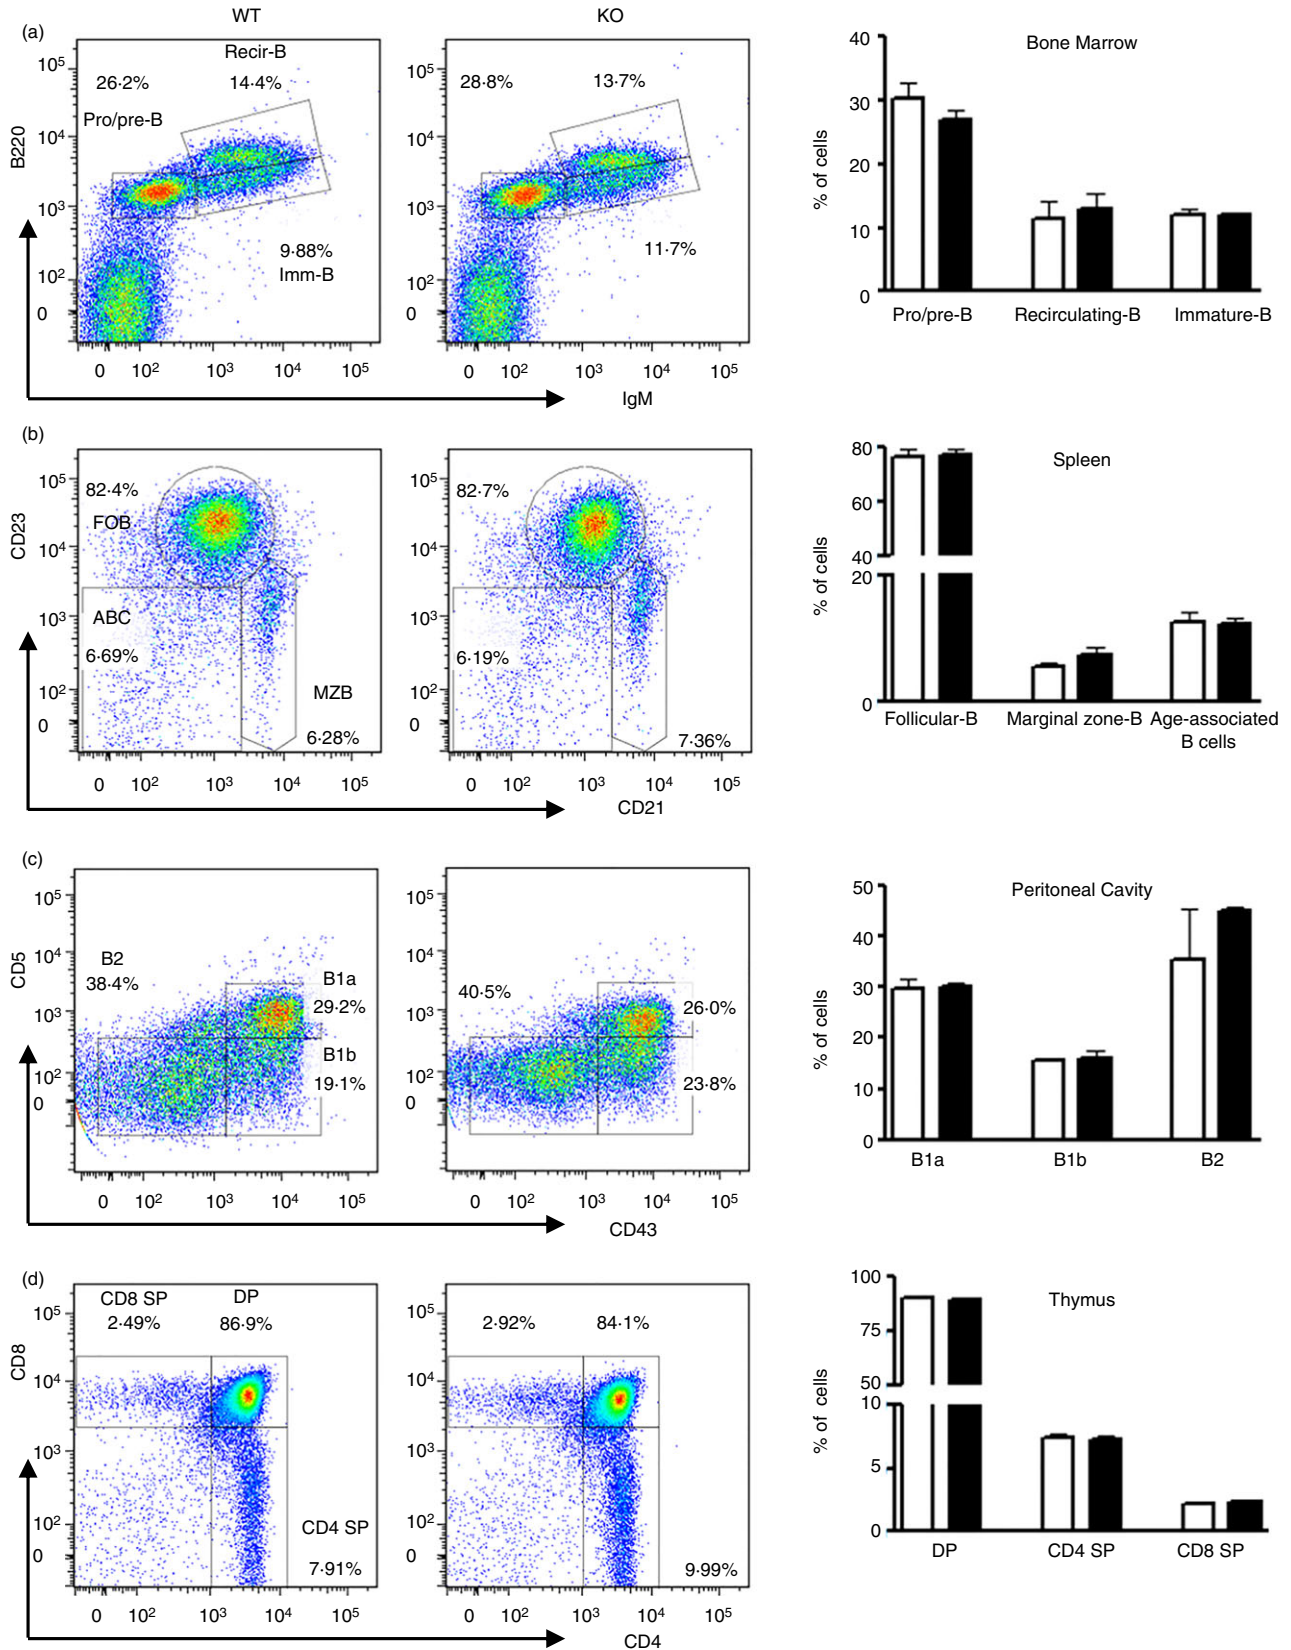 WT
KO
(a)
Recir-B
26·2%
14·4%
Pro/pre-B
9·88%
Imm-B
B220
10⁵
10⁴
10³
10²
0
0 10² 10³ 10⁴ 10⁵
28·8%
13·7%
11·7%
10⁵
10⁴
10³
10²
0
0 10² 10³ 10⁴ 10⁵
IgM
Bone Marrow
% of cells
40
30
20
10
0
Pro/pre-B Recirculating-B Immature-B
(b)
82·4%
FOB
ABC
6·69%
MZB
6·28%
CD23
10⁵
10⁴
10³
10²
0
0 10² 10³ 10⁴ 10⁵
82·7%
6·19%
7·36%
10⁵
10⁴
10³
10²
0
0 10² 10³ 10⁴ 10⁵
CD21
Spleen
% of cells
80
60
40
20
0
Follicular-B Marginal zone-B Age-associated
B cells
(c)
B2
38·4%
B1a
29·2%
B1b
19·1%
CD5
10⁵
10⁴
10³
10²
0
0 10² 10³ 10⁴ 10⁵
40·5%
26·0%
23·8%
10⁵
10⁴
10³
10²
0
0 10² 10³ 10⁴ 10⁵
CD43
Peritoneal Cavity
% of cells
50
40
30
20
10
0
B1a B1b B2
(d)
CD8 SP DP
2·49% 86·9%
CD4 SP
7·91%
CD8
10⁵
10⁴
10³
10²
0
0 10² 10³ 10⁴ 10⁵
2·92% 84·1%
9·99%
10⁵
10⁴
10³
10²
0
0 10² 10³ 10⁴ 10⁵
CD4
Thymus
% of cells
100
75
50
10
5
0
DP CD4 SP CD8 SP